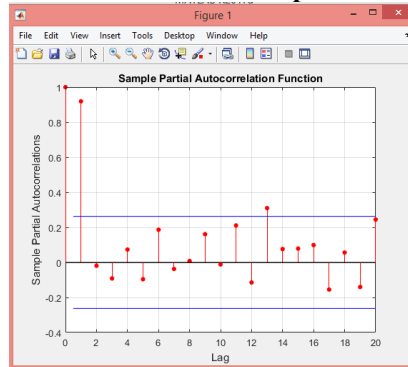 Figure 1
File Edit View Insert Tools Desktop Window Help
Sample Partial Autocorrelation Function
Sample Partial Autocorrelations
1
0.8
0.6
0.4
0.2
0
-0.2
-0.4
0 2 4 6 8 10 12 14 16 18 20
Lag